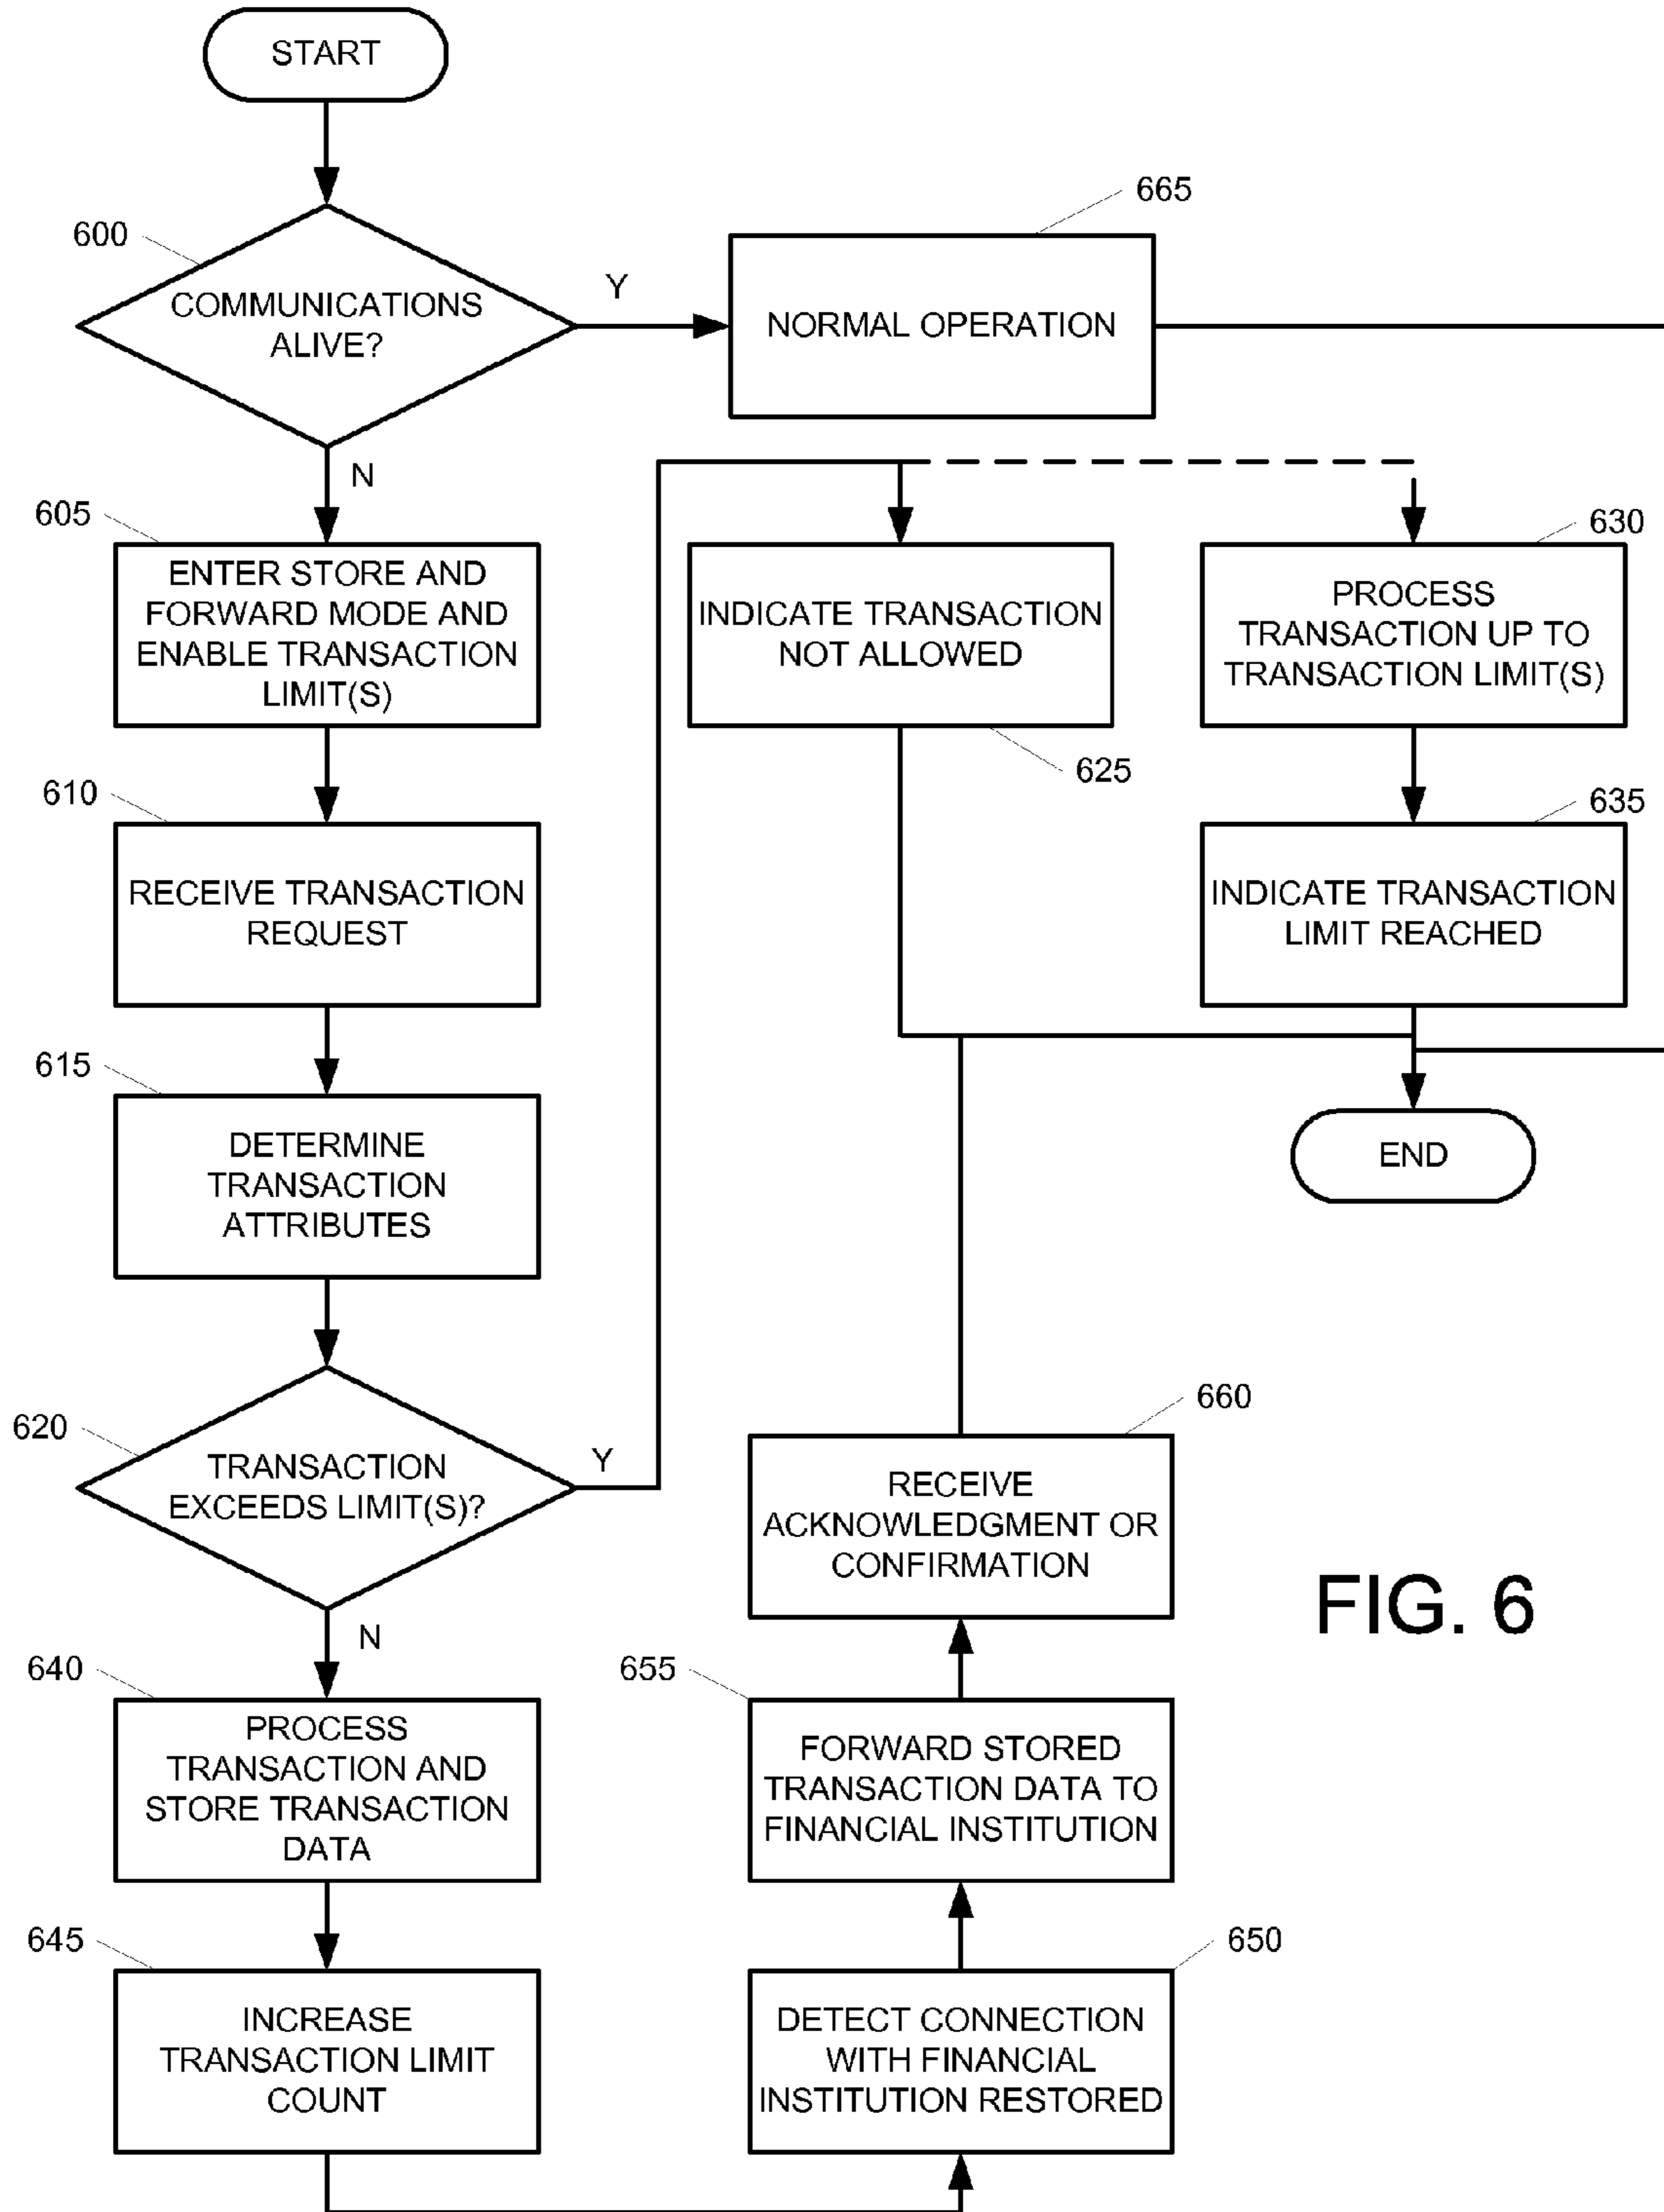 START
600
COMMUNICATIONS
ALIVE?
Y
665
NORMAL OPERATION
N
605
ENTER STORE AND
FORWARD MODE AND
ENABLE TRANSACTION
LIMIT(S)
INDICATE TRANSACTION
NOT ALLOWED
625
630
PROCESS
TRANSACTION UP TO
TRANSACTION LIMIT(S)
610
RECEIVE TRANSACTION
REQUEST
635
INDICATE TRANSACTION
LIMIT REACHED
615
DETERMINE
TRANSACTION
ATTRIBUTES
END
620
TRANSACTION
EXCEEDS LIMIT(S)?
Y
N
660
RECEIVE
ACKNOWLEDGMENT OR
CONFIRMATION
FIG. 6
640
PROCESS
TRANSACTION AND
STORE TRANSACTION
DATA
655
FORWARD STORED
TRANSACTION DATA TO
FINANCIAL INSTITUTION
645
INCREASE
TRANSACTION LIMIT
COUNT
650
DETECT CONNECTION
WITH FINANCIAL
INSTITUTION RESTORED